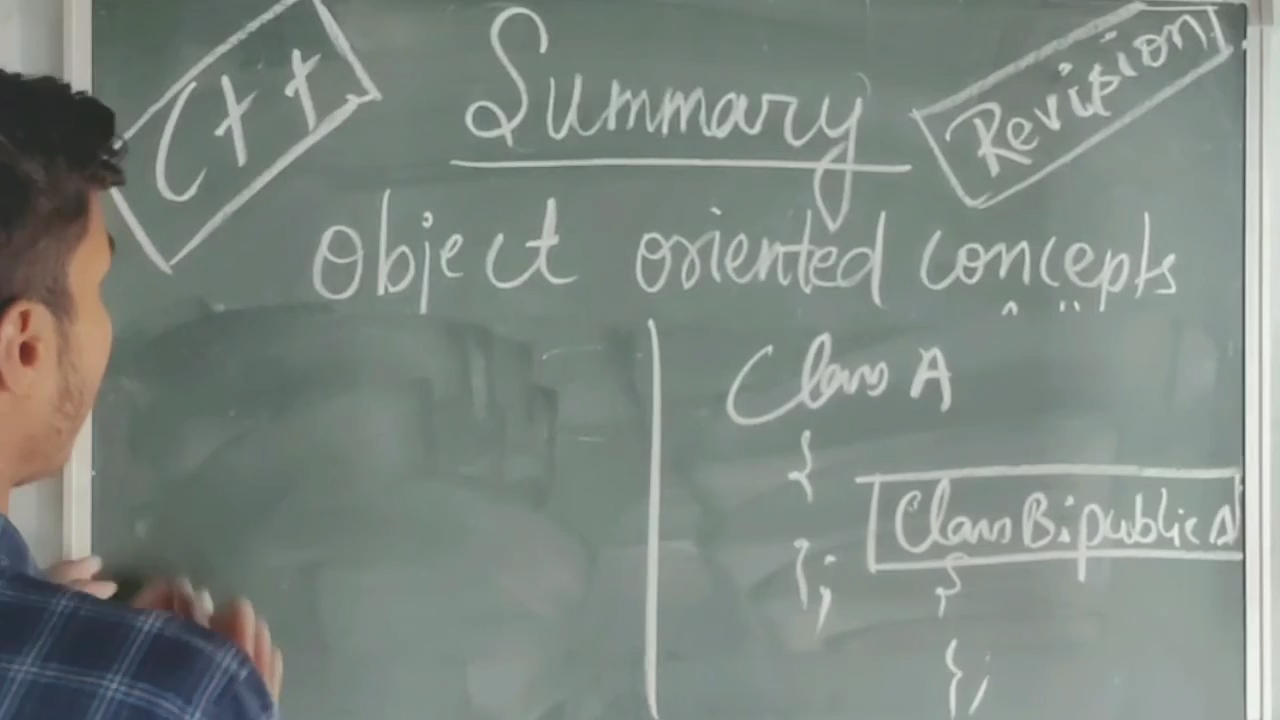 C++
Summary
Revision
Object oriented concepts
Class A
{
};
Class B: public A
{
};